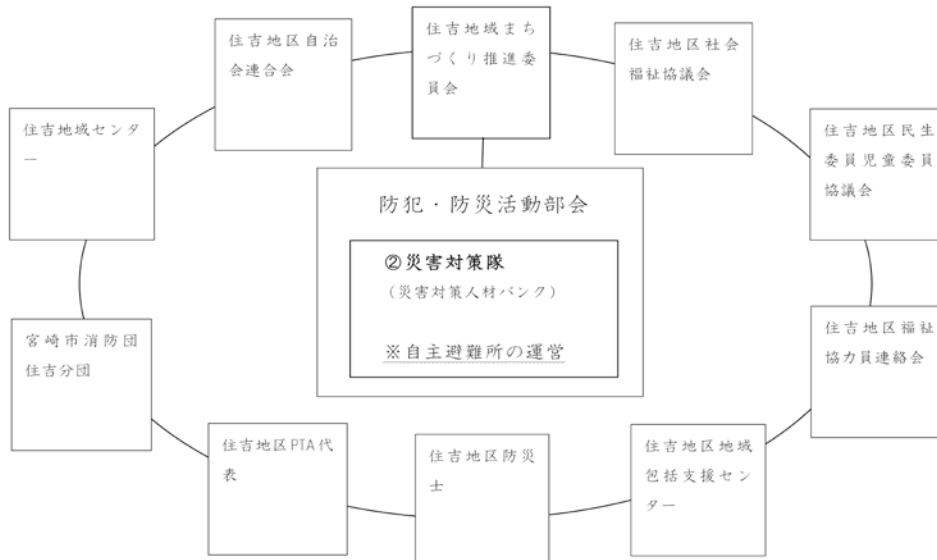 住吉地域まち
づくり推進委
員会
住吉地区自治
会連合会
住吉地区社会
福祉協議会
住吉地域センタ
ー
住吉地区民生
委員児童委員
協議会
防犯・防災活動部会
②災害対策隊
（災害対策人材バンク）
※自主避難所の運営
宮崎市消防団
住吉分団
住吉地区福祉
協力員連絡会
住吉地区PTA代
表
住吉地区防災
士
住吉地区地域
包括支援セン
ター